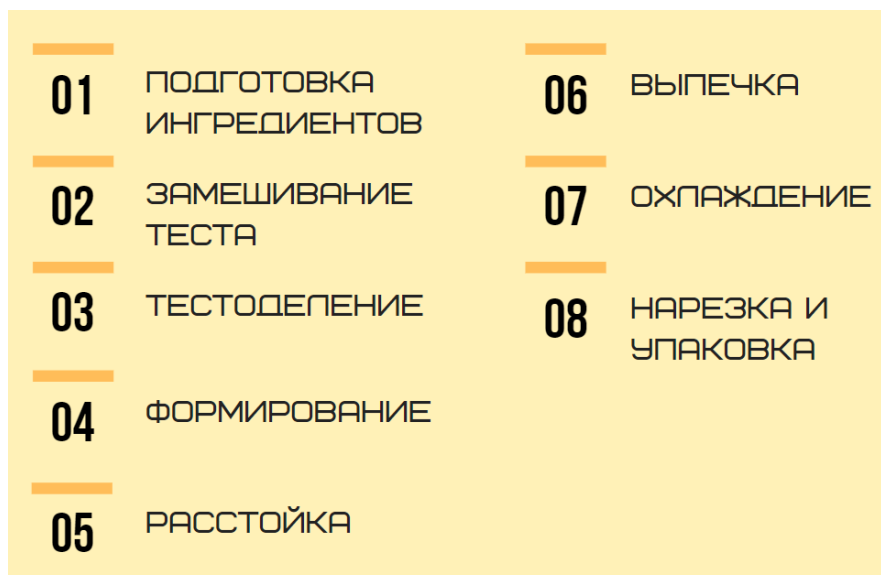 01
ПОДГОТОВКА
ИНГРЕДИЕНТОВ
02
ЗАМЕШИВАНИЕ
ТЕСТА
03
ТЕСТОДЕЛЕНИЕ
04
ФОРМИРОВАНИЕ
05
РАССТОЙКА
06
ВЫПЕЧКА
07
ОХЛАЖДЕНИЕ
08
НАРЕЗКА И
УПАКОВКА